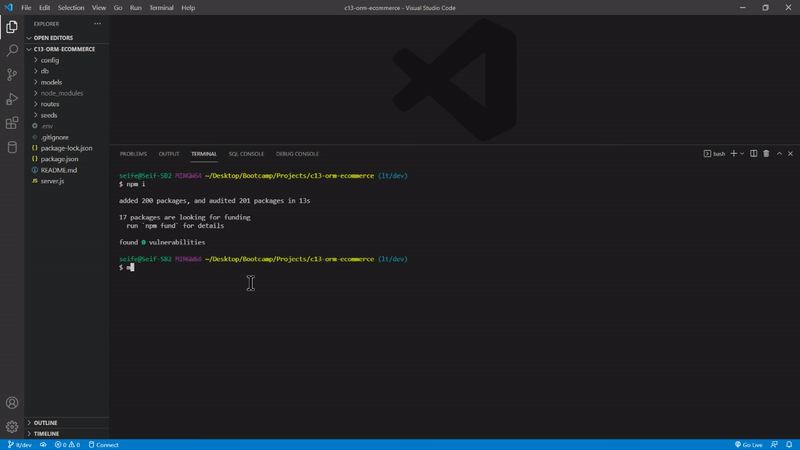 File Edit Selection View Go Run Terminal Help
c13-orm-ecommerce - Visual Studio Code
EXPLORER
OPEN EDITORS
C13-ORM-ECOMMERCE
config
db
models
node_modules
routes
seeds
.env
.gitignore
package-lock.json
package.json
README.md
server.js
OUTLINE
TIMELINE
PROBLEMS OUTPUT TERMINAL SQL CONSOLE DEBUG CONSOLE
bash
seife@Seif-SB2 MINGW64 ~/Desktop/Bootcamp/Projects/c13-orm-ecommerce (lt/dev)
$ npm i
added 200 packages, and audited 201 packages in 13s
17 packages are looking for funding
run `npm fund` for details
found 0 vulnerabilities
seife@Seif-SB2 MINGW64 ~/Desktop/Bootcamp/Projects/c13-orm-ecommerce (lt/dev)
$ m
lt/dev 0 0 Connect
Go Live